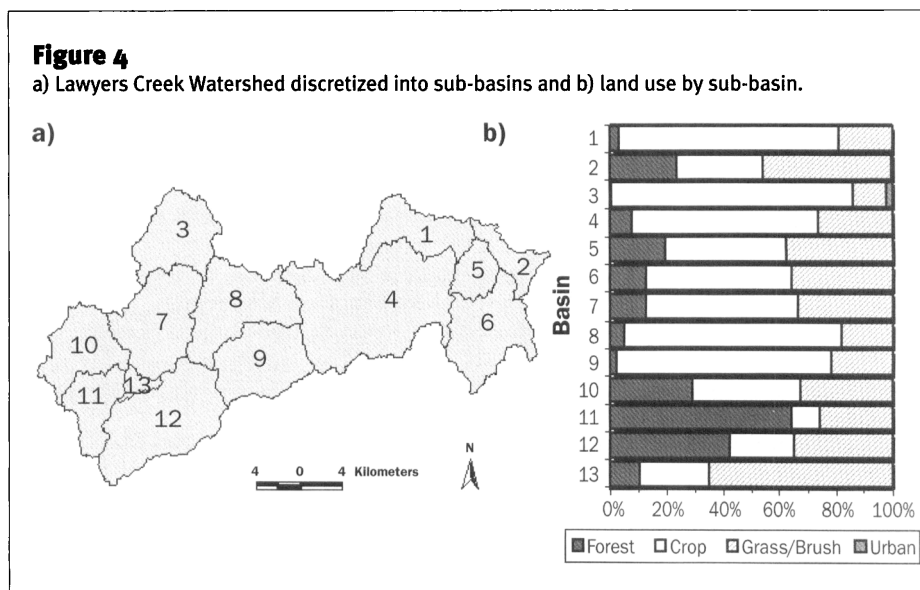 Figure 4
a) Lawyers Creek Watershed discretized into sub-basins and b) land use by sub-basin.
a)
3
1
2
5
8
4
7
6
10
9
13
11
12
N
4 0 4 Kilometers
b)
Basin
1
2
3
4
5
6
7
8
9
10
11
12
13
0% 20% 40% 60% 80% 100%
Forest Crop Grass/Brush Urban